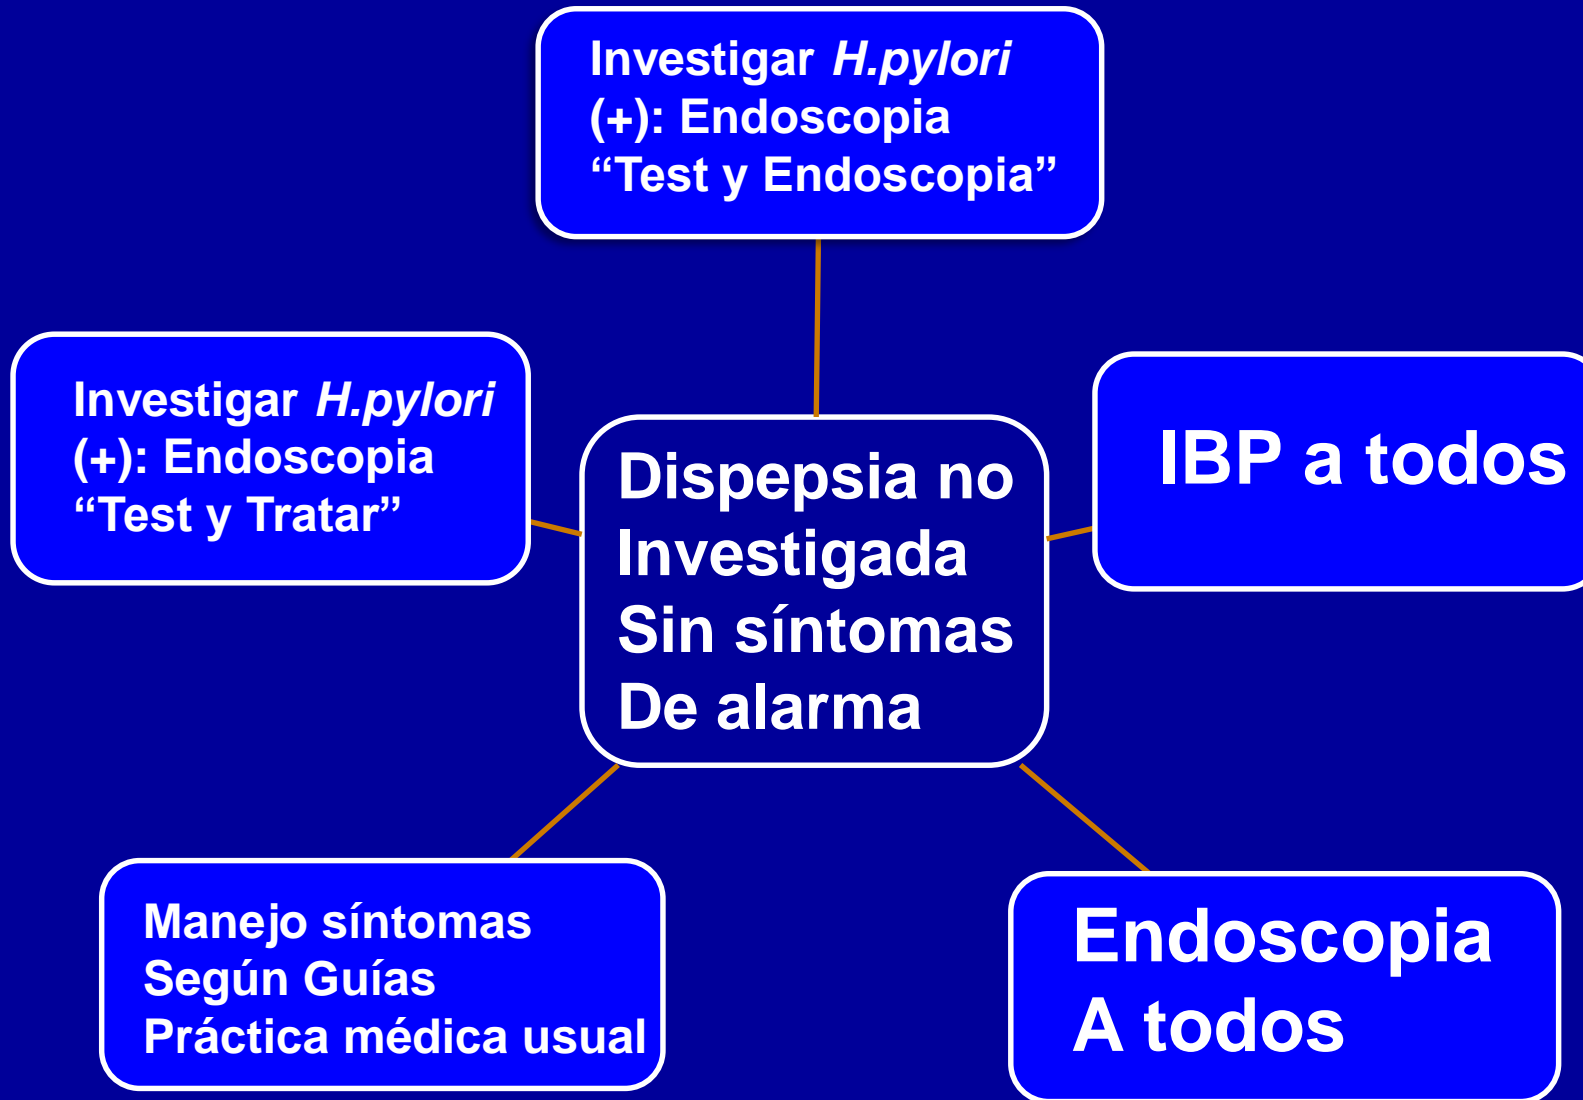 Investigar H.pylori
(+): Endoscopia
“Test y Endoscopia”
Investigar H.pylori
(+): Endoscopia
“Test y Tratar”
Dispepsia no
Investigada
Sin síntomas
De alarma
IBP a todos
Manejo síntomas
Según Guías
Práctica médica usual
Endoscopia
A todos